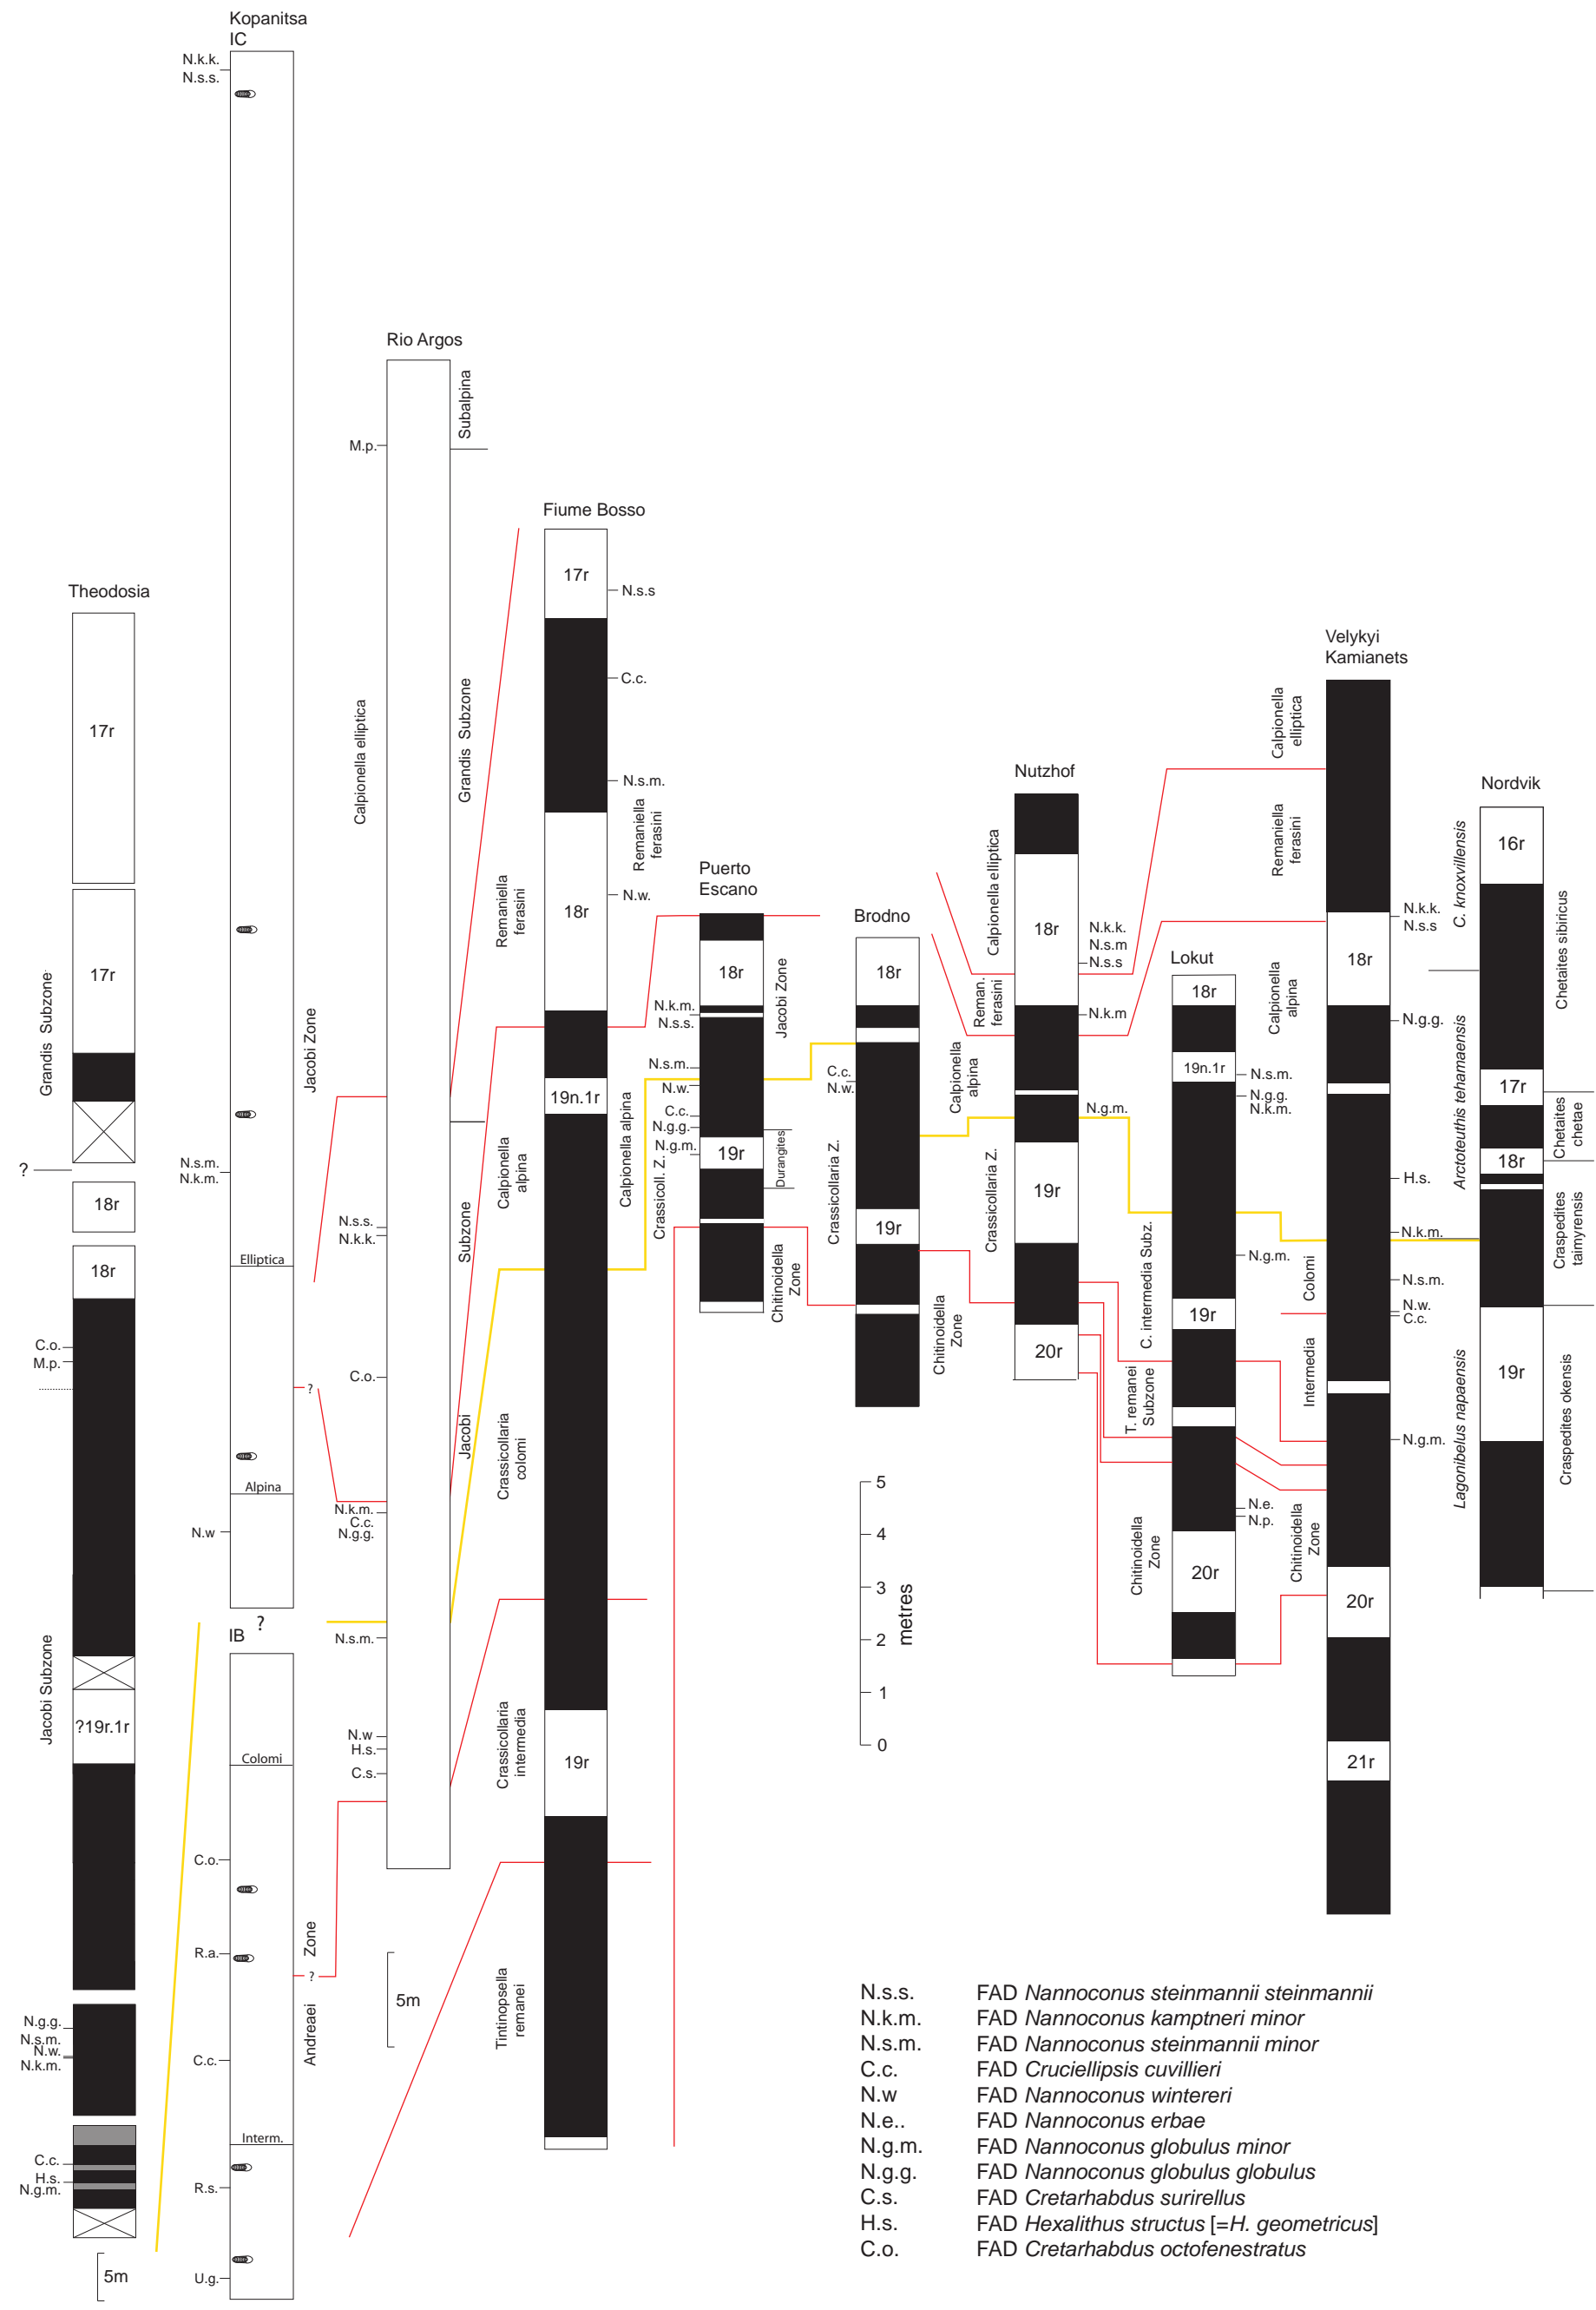 Kopanitsa
IC
N.k.k.
N.s.s.
N.s.m.
N.k.m.
Elliptica
?
Alpina
N.w
?
IB
Colomi
C.o.
R.a.
?
C.c.
Interm.
R.s.
U.g.
Jacobi Zone
Andreaei Zone
Theodosia
17r
17r
Grandis Subzone
?
18r
18r
C.o.
M.p.
Jacobi Subzone
?19r.1r
N.g.g.
N.s.m.
N.w.
N.k.m.
C.c.
H.s.
N.g.m.
5m
Rio Argos
M.p.
Subalpina
Calpionella elliptica
Grandis Subzone
N.s.s.
N.k.k.
C.o.
Jacobi Subzone
N.k.m.
C.c.
N.g.g.
N.s.m.
N.w
H.s.
C.s.
5m
Fiume Bosso
17r
N.s.s
C.c.
N.s.m.
Remaniella
ferasini
Remaniella
ferasini
18r
N.w.
19n.1r
Calpionella
alpina
Calpionella alpina
Crassicollaria
colomi
Crassicollaria
intermedia
19r
Tintinopsella
remanei
Puerto
Escano
18r
Jacobi Zone
N.k.m.
N.s.s.
N.s.m.
N.w.
C.c.
N.g.g.
N.g.m.
19r
Durangites
Crassicoll. Z.
Chitinoidella
Zone
Brodno
18r
C.c.
N.w.
Crassicollaria Z.
19r
Chitinoidella
Zone
Calpionella
alpina
Nutzhof
Calpionella elliptica
18r
N.k.k.
N.s.m
N.s.s
Reman.
ferasini
N.k.m
N.g.m.
Crassicollaria Z.
19r
20r
Lokut
18r
19n.1r
N.s.m.
N.g.g.
N.k.m.
N.g.m.
C. intermedia Subz.
19r
T. remanei
Subzone
N.e.
N.p.
Chitinoidella
Zone
20r
Velykyi
Kamianets
Calpionella
elliptica
Remaniella
ferasini
N.k.k.
N.s.s
18r
Calpionella
alpina
N.g.g.
H.s.
N.k.m.
Colomi
N.s.m.
N.w.
C.c.
Intermedia
N.g.m.
Chitinoidella
Zone
20r
21r
Nordvik
16r
C. knoxvillensis
Chetaites sibiricus
17r
Arctoteuthis tehamaensis
Chetaites
chetae
18r
Craspedites
taimyrensis
19r
Lagonibelus napaensis
Craspedites okensis
5
4
3
2
1
0
metres
N.s.s. FAD Nannoconus steinmannii steinmannii
N.k.m. FAD Nannoconus kamptneri minor
N.s.m. FAD Nannoconus steinmannii minor
C.c. FAD Cruciellipsis cuvillieri
N.w FAD Nannoconus wintereri
N.e.. FAD Nannoconus erbae
N.g.m. FAD Nannoconus globulus minor
N.g.g. FAD Nannoconus globulus globulus
C.s. FAD Cretarhabdus surirellus
H.s. FAD Hexalithus structus [=H. geometricus]
C.o. FAD Cretarhabdus octofenestratus